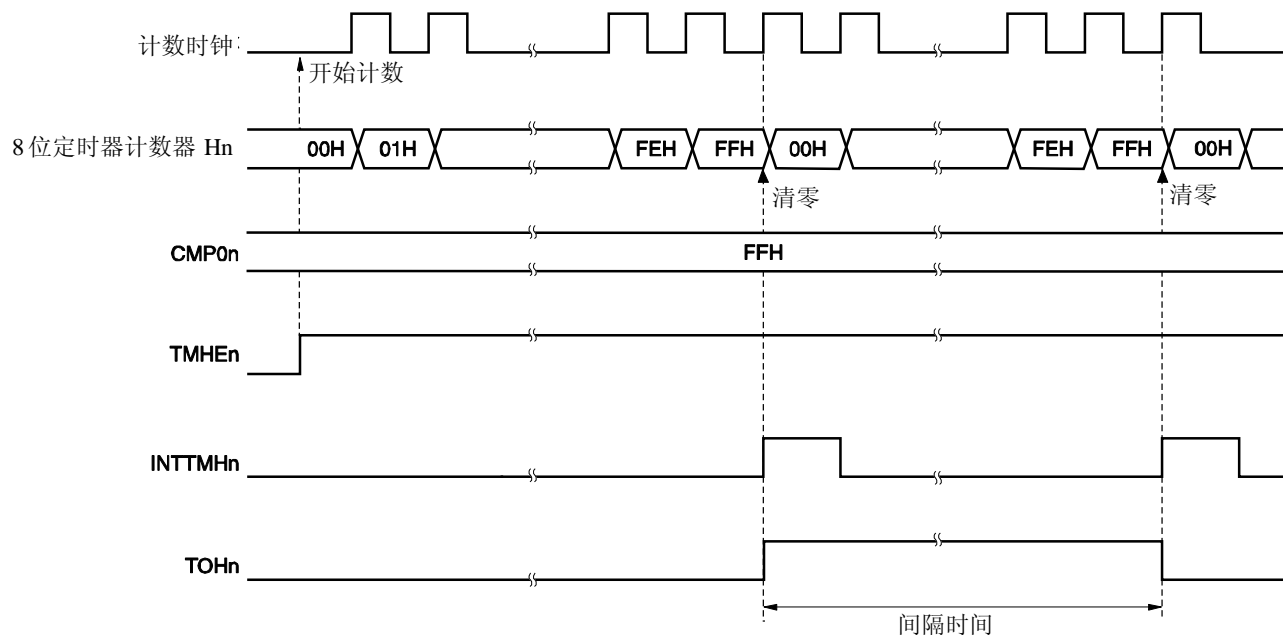 计数时钟
开始计数
8位定时器计数器 Hn
00H 01H FEH FFH 00H FEH FFH 00H
清零 清零
CMP0n FFH
TMHEn
INTTMHn
TOHn
间隔时间